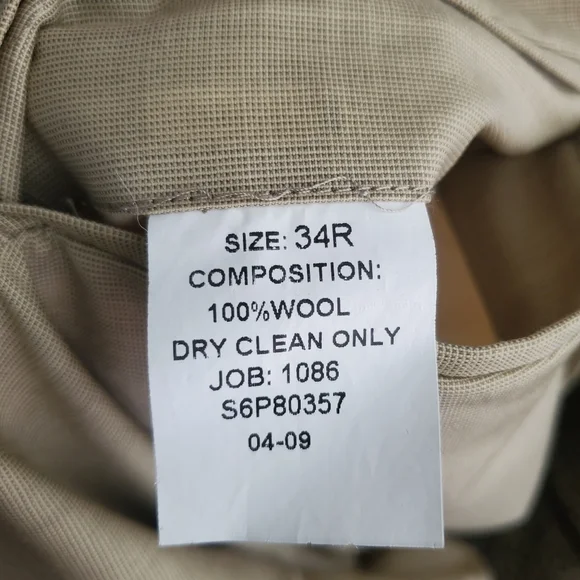 SIZE: 34R
COMPOSITION:
100%WOOL
DRY CLEAN ONLY
JOB: 1086
S6P80357
04-09